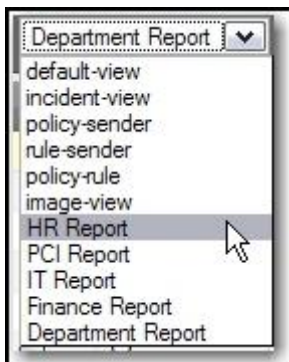 Department Report
default-view
incident-view
policy-sender
rule-sender
policy-rule
image-view
HR Report
PCI Report
IT Report
Finance Report
Department Report